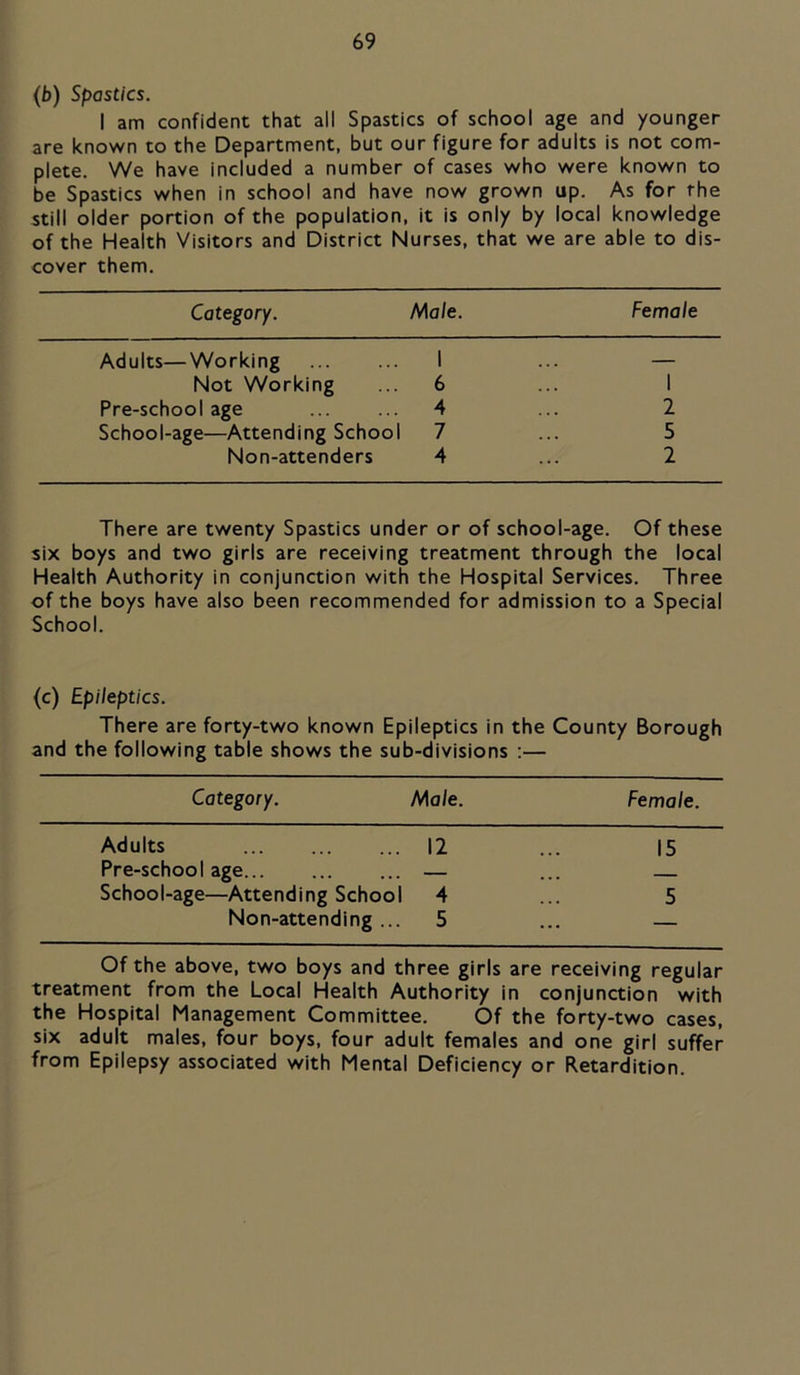 69
(b) Spastics.
I am confident that all Spastics of school age and younger
are known to the Department, but our figure for adults is not com-
plete. We have included a number of cases who were known to
be Spastics when in school and have now grown up. As for the
still older portion of the population, it is only by local knowledge
of the Health Visitors and District Nurses, that we are able to dis-
cover them.
Category. Male. Female
Adults—Working ... ... 1 ... —
Not Working ... 6 ... 1
Pre-school age ... ... 4 ... 2
School-age—Attending School 7 ... 5
Non-attenders 4 ... 2
There are twenty Spastics under or of school-age. Of these
six boys and two girls are receiving treatment through the local
Health Authority in conjunction with the Hospital Services. Three
of the boys have also been recommended for admission to a Special
School.
(c) Epileptics.
There are forty-two known Epileptics in the County Borough
and the following table shows the sub-divisions :—
Category. Male. Female.
Adults ... ... ... 12 ... 15
Pre-school age... ... ... — ... —
School-age—Attending School 4 ... 5
Non-attending ... 5 ... —
Of the above, two boys and three girls are receiving regular
treatment from the Local Health Authority in conjunction with
the Hospital Management Committee. Of the forty-two cases,
six adult males, four boys, four adult females and one girl suffer
from Epilepsy associated with Mental Deficiency or Retardition.